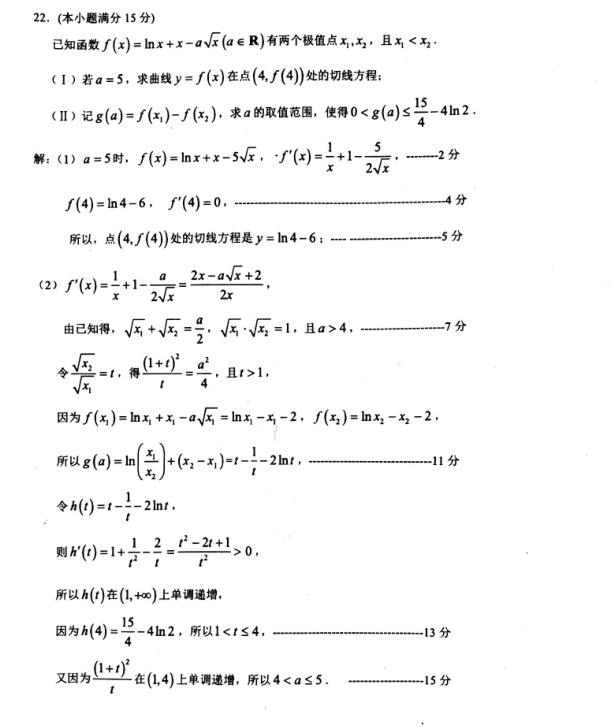 22.(本小题满分 15 分)
已知函数 f(x)=ln x+x−a√x (a∈R)有两个极值点 x₁,x₂，且 x₁<x₂.
(Ⅰ)若 a=5，求曲线 y=f(x)在点(4,f(4))处的切线方程；
(Ⅱ)记 g(a)=f(x₁)−f(x₂)，求 a 的取值范围，使得 0<g(a)≤15/4−4ln2.
解：(1) a=5时，f(x)=ln x+x−5√x，f′(x)=1/x+1−5/(2√x)，---------2 分
f(4)=ln4−6，f′(4)=0，---------4 分
所以，点(4,f(4))处的切线方程是 y=ln4−6；---------5 分
(2) f′(x)=1/x+1−a/(2√x)=(2x−a√x+2)/(2x)，
由已知得，√x₁+√x₂=a/2，√x₁·√x₂=1，且 a>4，---------7 分
令 √x₂/√x₁=t，得 (1+t)²/t=a²/4，且 t>1，
因为 f(x₁)=ln x₁+x₁−a√x₁=ln x₁−x₁−2，f(x₂)=ln x₂−x₂−2，
所以 g(a)=ln(x₁/x₂)+(x₂−x₁)=t−1/t−2ln t，---------11 分
令 h(t)=t−1/t−2ln t，
则 h′(t)=1+1/t²−2/t=(t²−2t+1)/t²>0，
所以 h(t)在(1,+∞)上单调递增，
因为 h(4)=15/4−4ln2，所以 1<t≤4，---------13 分
又因为 (1+t)²/t 在(1,4)上单调递增，所以 4<a≤5. ---------15 分